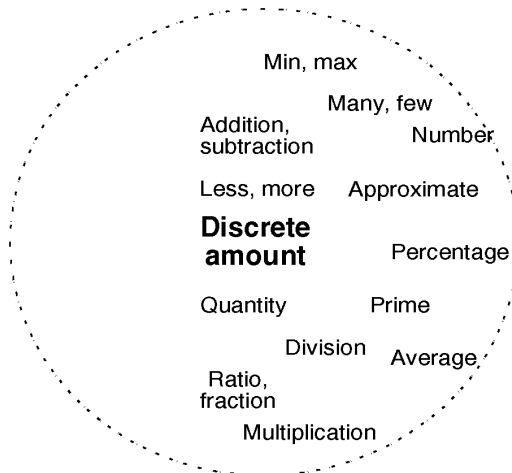 Min, max
Many, few
Addition,
subtraction
Number
Less, more
Approximate
Discrete
amount
Percentage
Quantity
Prime
Division
Average
Ratio,
fraction
Multiplication